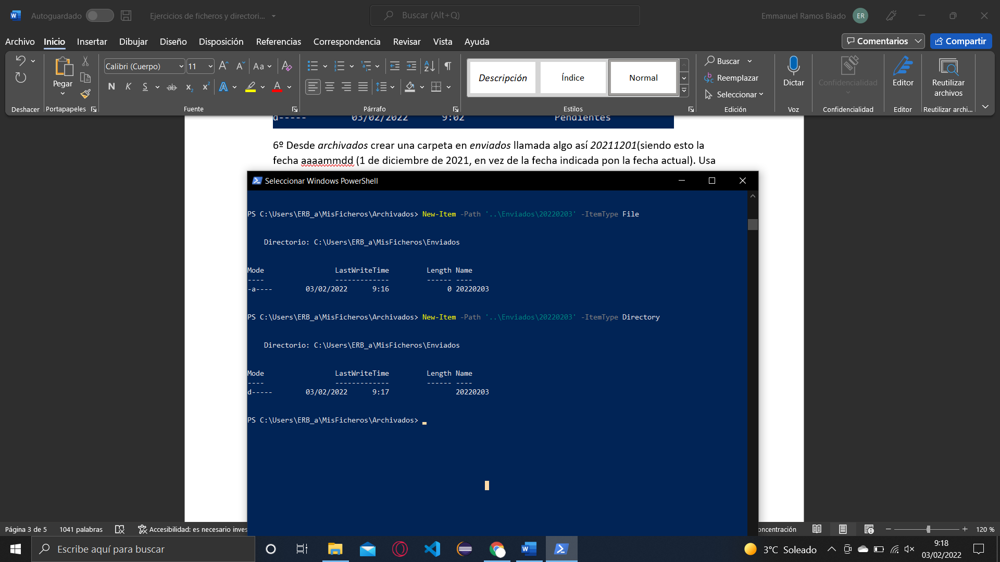 Autoguardado
Ejercicios de ficheros y directori...
Buscar (Alt+Q)
Emmanuel Ramos Biado
ER
Archivo Inicio Insertar Dibujar Diseño Disposición Referencias Correspondencia Revisar Vista Ayuda
Comentarios
Compartir
Calibri (Cuerpo) 11
Pegar
Descripción
Índice
Normal
Buscar
Reemplazar
Seleccionar
Dictar
Confidencialidad
Editor
Reutilizar archivos
Deshacer
Portapapeles
Fuente
Párrafo
Estilos
Edición
Voz
Confidencialidad
Editor
Reutilizar archi...
d----- 03/02/2022 9:02 Pendientes
6º Desde archivados crear una carpeta en enviados llamada algo así 20211201(siendo esto la
fecha aaaammdd (1 de diciembre de 2021, en vez de la fecha indicada pon la fecha actual). Usa
Seleccionar Windows PowerShell
PS C:\Users\ERB_a\MisFicheros\Archivados> New-Item -Path '..\Enviados\20220203' -ItemType File
Directorio: C:\Users\ERB_a\MisFicheros\Enviados
Mode LastWriteTime Length Name
---- ------------- ------ ----
-a---- 03/02/2022 9:16 0 20220203
PS C:\Users\ERB_a\MisFicheros\Archivados> New-Item -Path '..\Enviados\20220203' -ItemType Directory
Directorio: C:\Users\ERB_a\MisFicheros\Enviados
Mode LastWriteTime Length Name
---- ------------- ------ ----
d----- 03/02/2022 9:17 20220203
PS C:\Users\ERB_a\MisFicheros\Archivados>
Página 3 de 5 1041 palabras Accesibilidad: es necesario inves
oncentración
120 %
Escribe aquí para buscar
3°C Soleado
9:18
03/02/2022